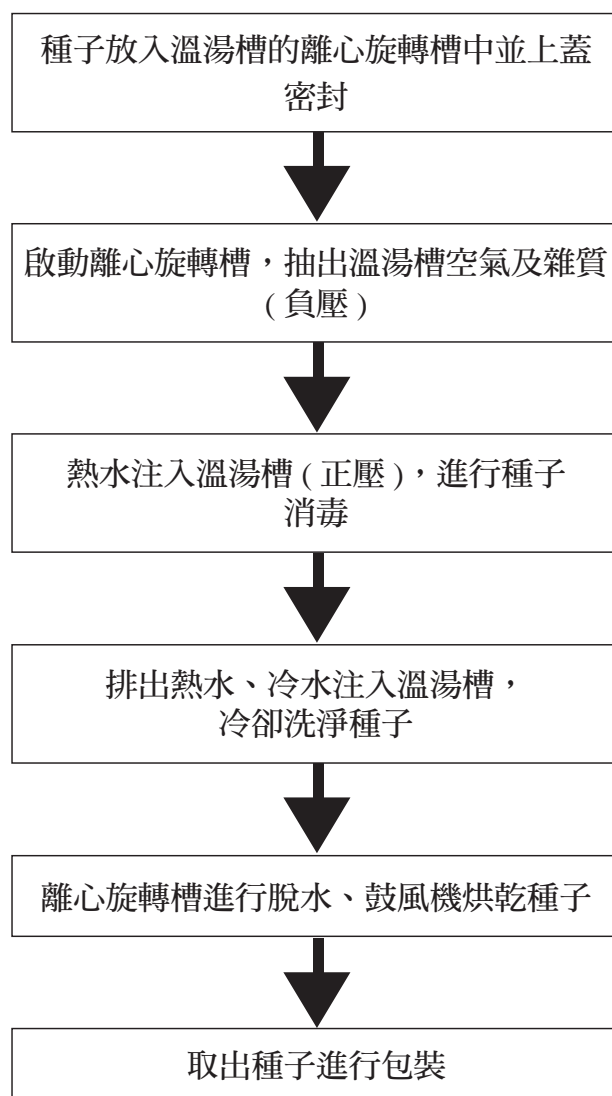 種子放入溫湯槽的離心旋轉槽中並上蓋
密封
啟動離心旋轉槽，抽出溫湯槽空氣及雜質
(負壓)
熱水注入溫湯槽(正壓)，進行種子
消毒
排出熱水、冷水注入溫湯槽，
冷卻洗淨種子
離心旋轉槽進行脫水、鼓風機烘乾種子
取出種子進行包裝